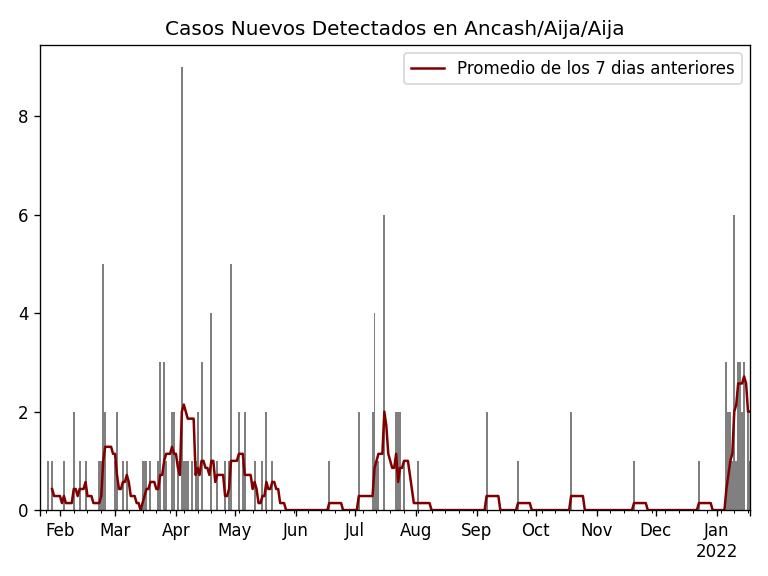 Casos Nuevos Detectados en Ancash/Aija/Aija
Promedio de los 7 dias anteriores
8
6
4
2
0
Feb Mar Apr May Jun Jul Aug Sep Oct Nov Dec Jan
2022